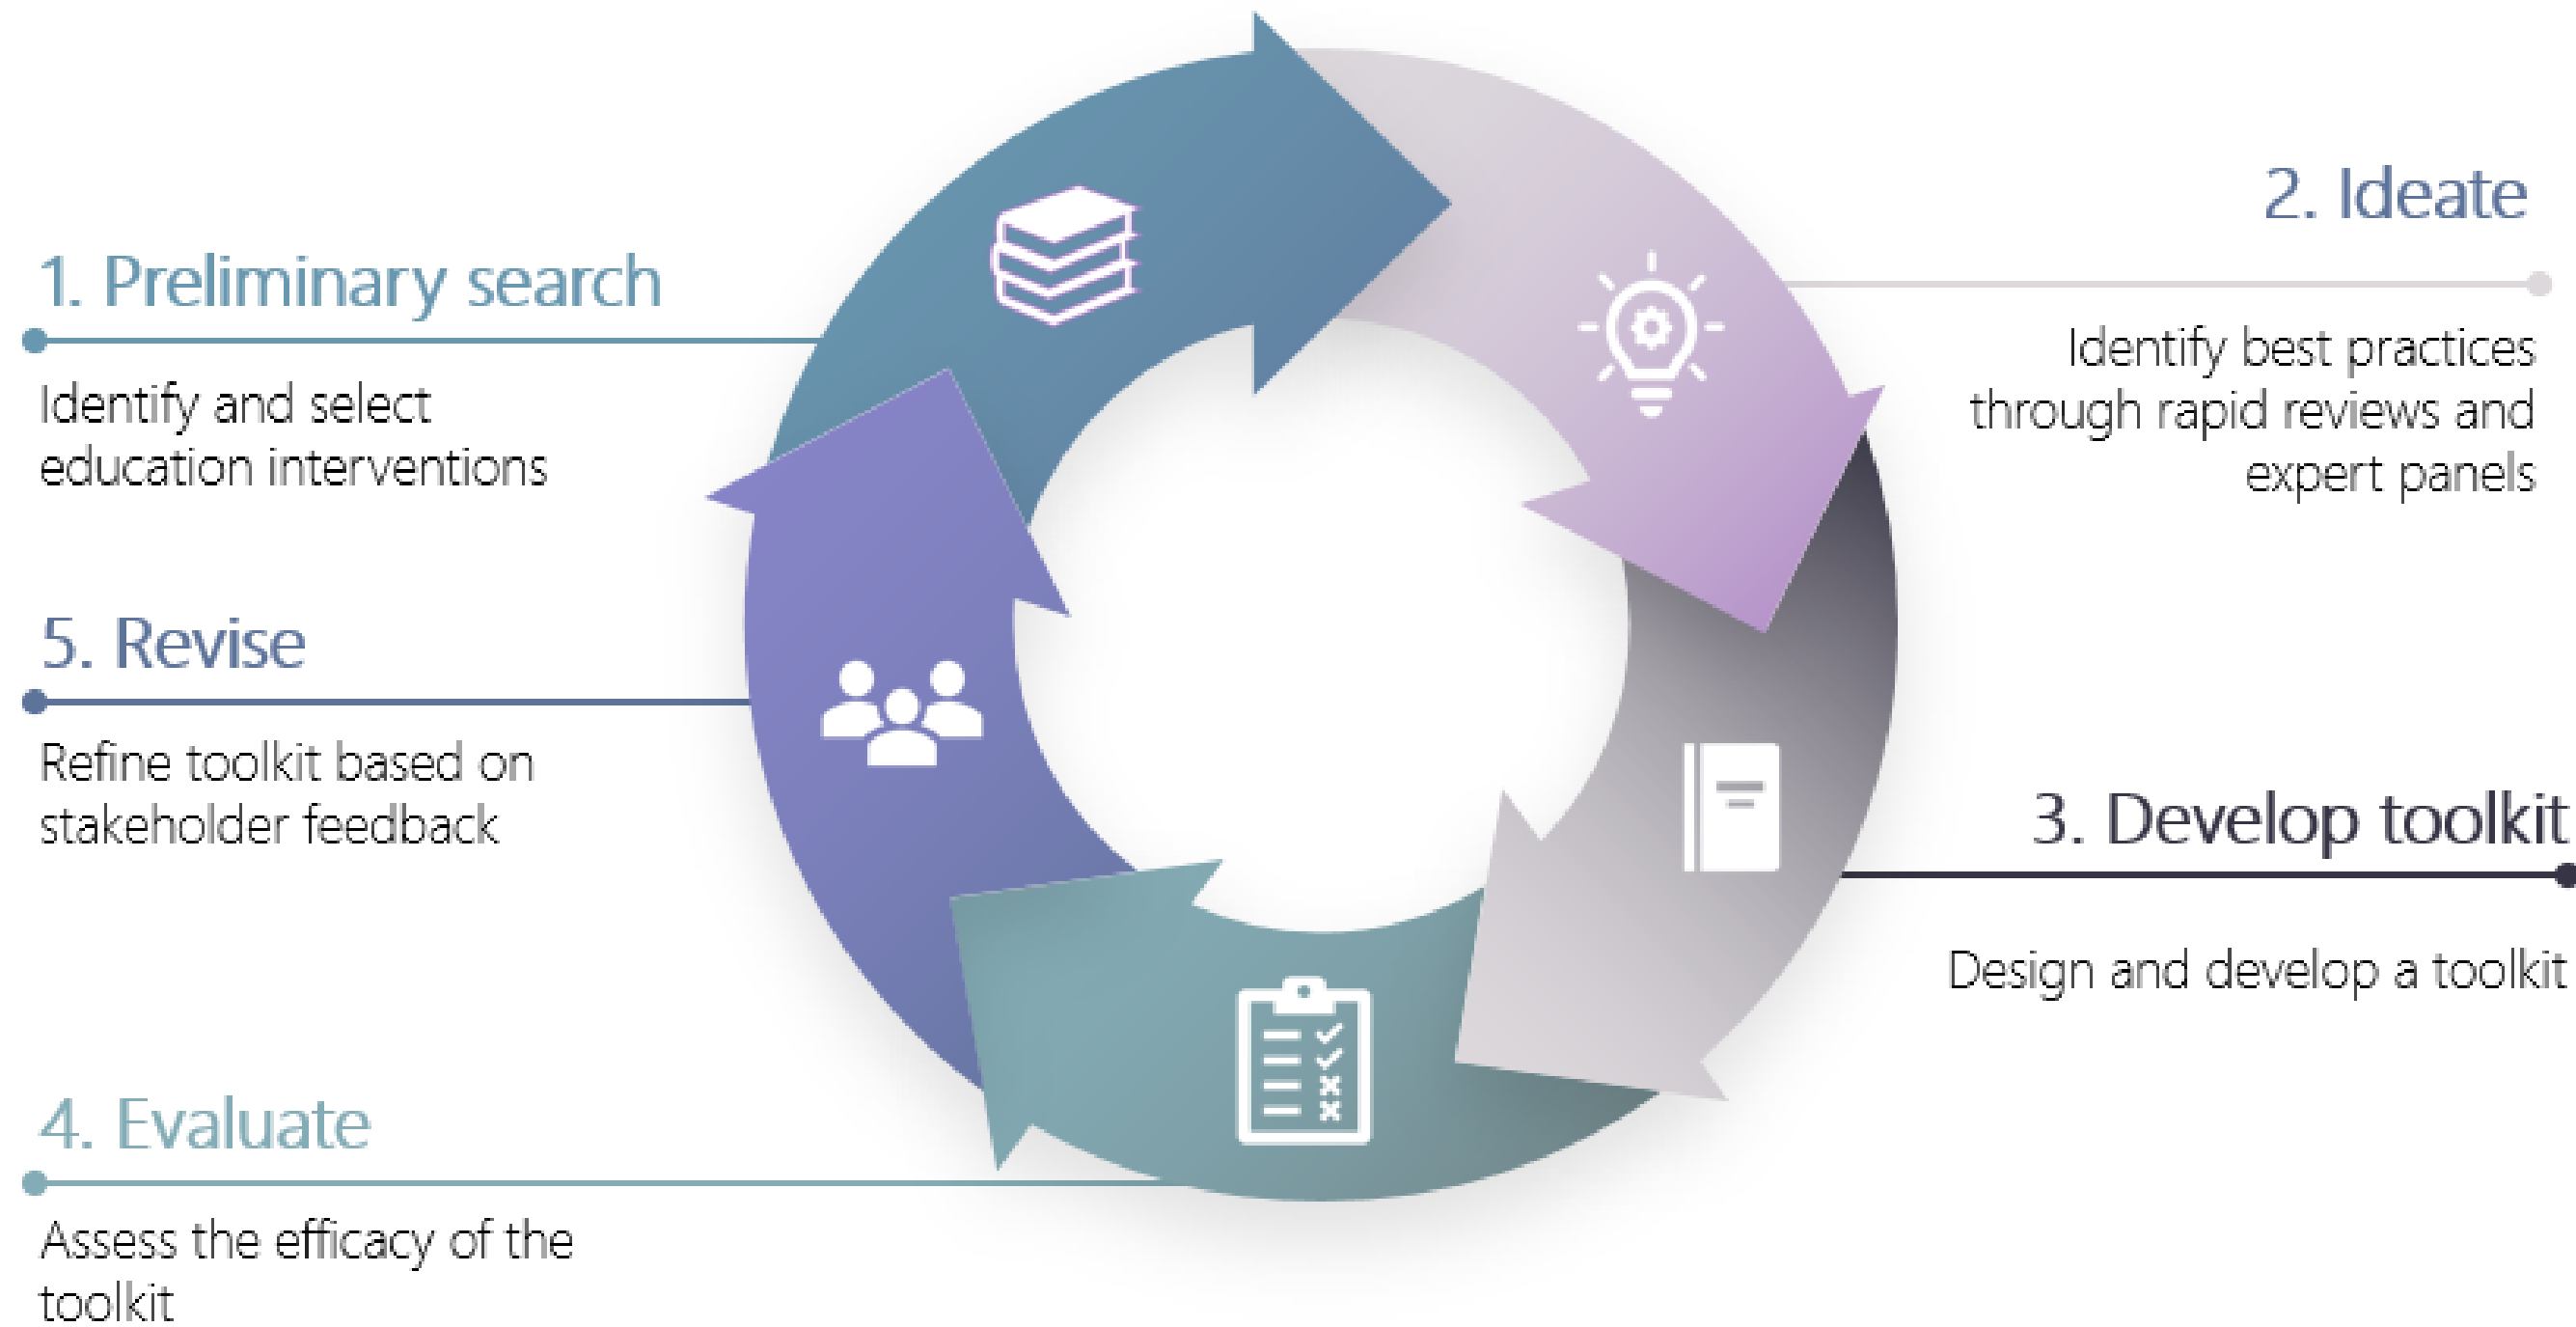 1. Preliminary search
Identify and select
education interventions
2. Ideate
Identify best practices
through rapid reviews and
expert panels
3. Develop toolkit
Design and develop a toolkit
4. Evaluate
Assess the efficacy of the
toolkit
5. Revise
Refine toolkit based on
stakeholder feedback